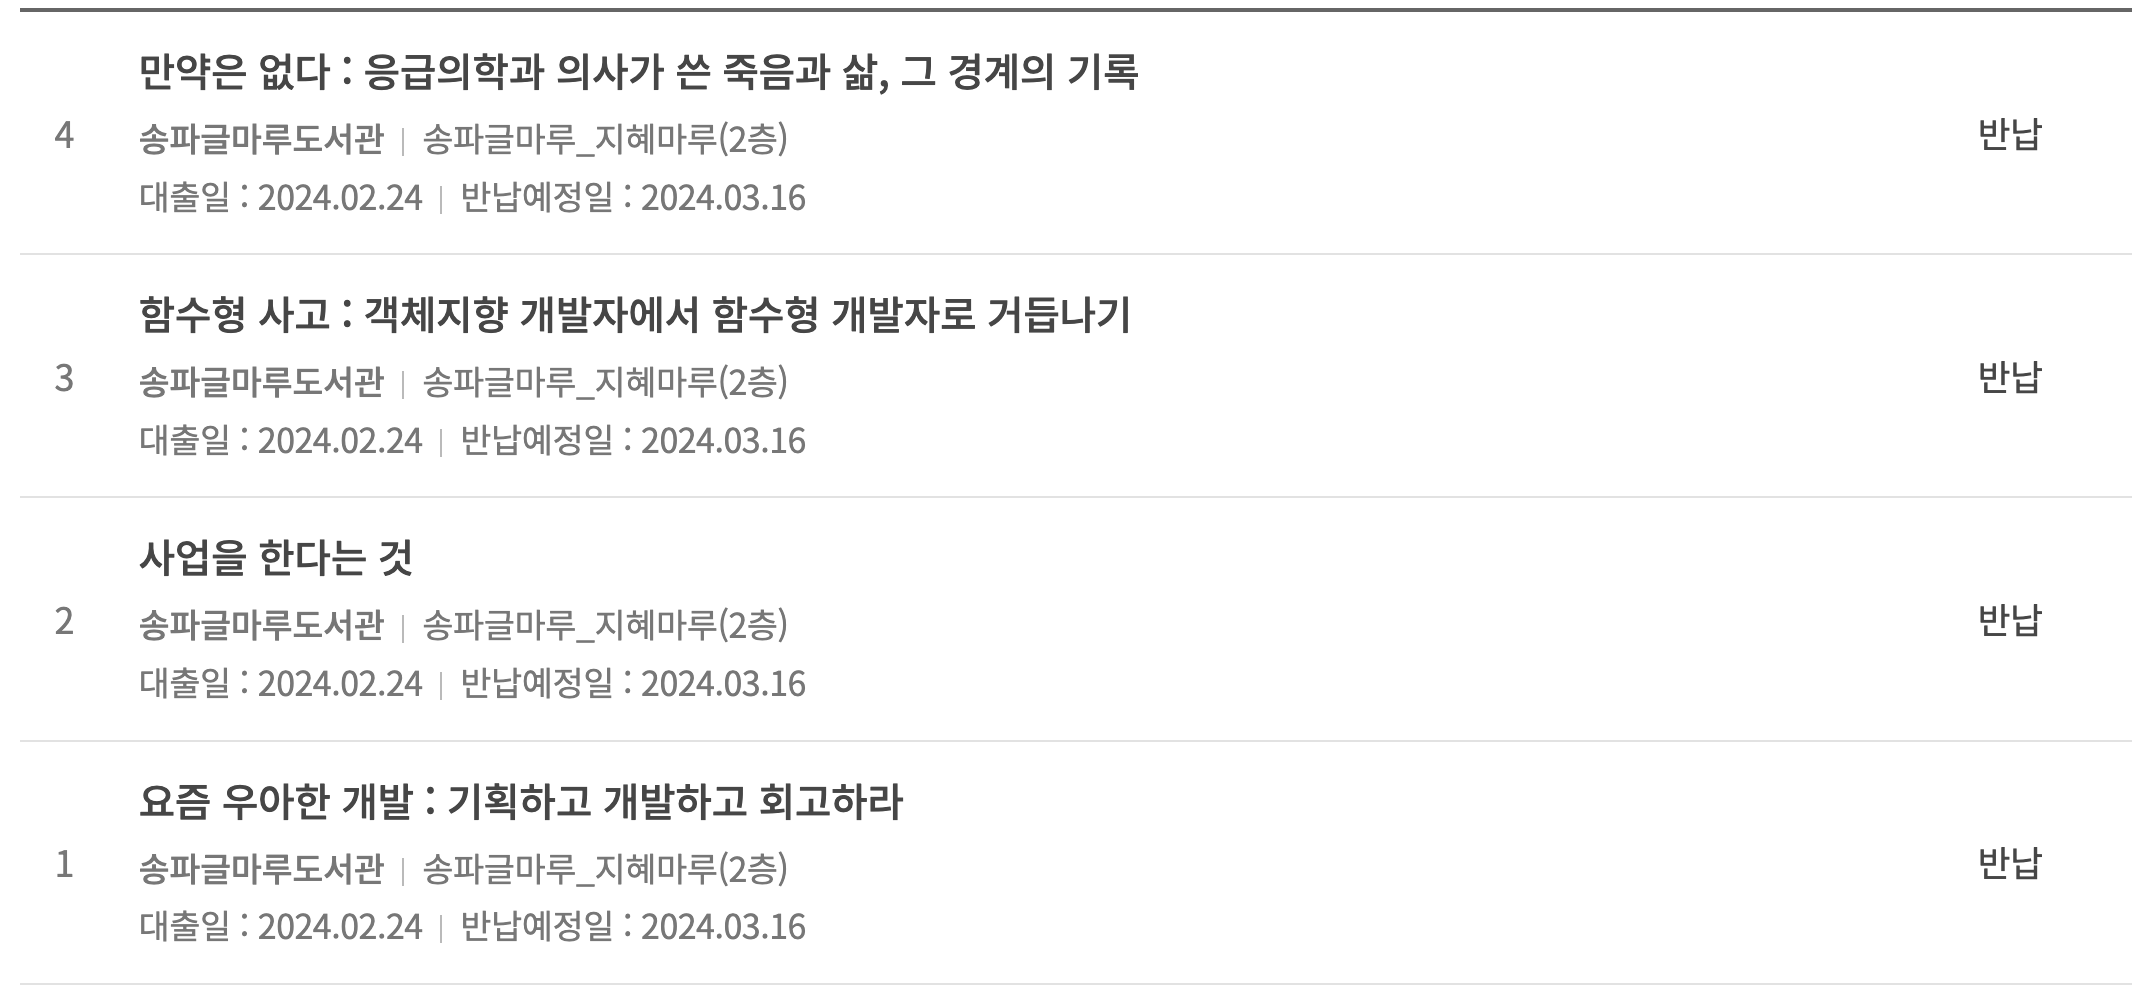 만약은 없다 : 응급의학과 의사가 쓴 죽음과 삶, 그 경계의 기록
4
송파글마루도서관 | 송파글마루_지혜마루(2층)
반납
대출일 : 2024.02.24 | 반납예정일 : 2024.03.16
함수형 사고 : 객체지향 개발자에서 함수형 개발자로 거듭나기
3
송파글마루도서관 | 송파글마루_지혜마루(2층)
반납
대출일 : 2024.02.24 | 반납예정일 : 2024.03.16
사업을 한다는 것
2
송파글마루도서관 | 송파글마루_지혜마루(2층)
반납
대출일 : 2024.02.24 | 반납예정일 : 2024.03.16
요즘 우아한 개발 : 기획하고 개발하고 회고하라
1
송파글마루도서관 | 송파글마루_지혜마루(2층)
반납
대출일 : 2024.02.24 | 반납예정일 : 2024.03.16